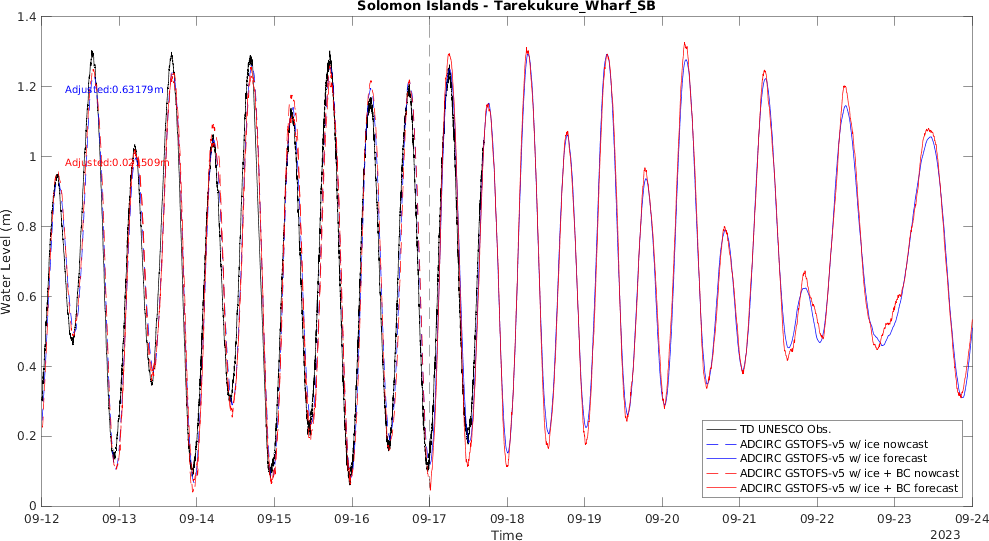 Solomon Islands - Tarekukure_Wharf_SB
1.4
1.2
1
0.8
0.6
0.4
0.2
0
Water Level (m)
Adjusted:0.63179m
Adjusted:0.021509m
TD UNESCO Obs.
ADCIRC GSTOFS-v5 w/ ice nowcast
ADCIRC GSTOFS-v5 w/ ice forecast
ADCIRC GSTOFS-v5 w/ ice + BC nowcast
ADCIRC GSTOFS-v5 w/ ice + BC forecast
09-12 09-13 09-14 09-15 09-16 09-17 09-18 09-19 09-20 09-21 09-22 09-23 09-24
Time
2023